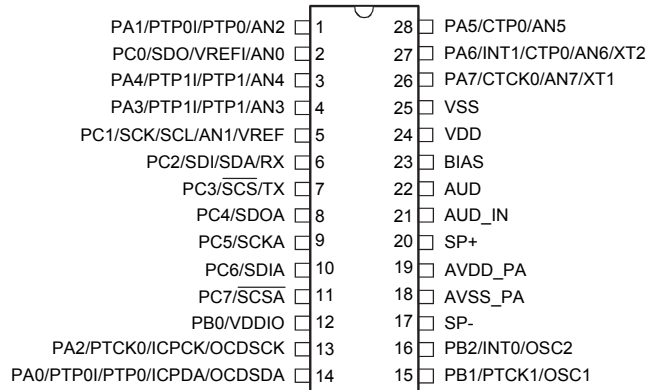 PA1/PTP0I/PTP0/AN2 1 28 PA5/CTP0/AN5
PC0/SDO/VREFI/AN0 2 27 PA6/INT1/CTP0/AN6/XT2
PA4/PTP1I/PTP1/AN4 3 26 PA7/CTCK0/AN7/XT1
PA3/PTP1I/PTP1/AN3 4 25 VSS
PC1/SCK/SCL/AN1/VREF 5 24 VDD
PC2/SDI/SDA/RX 6 23 BIAS
PC3/SCS/TX 7 22 AUD
PC4/SDOA 8 21 AUD_IN
PC5/SCKA 9 20 SP+
PC6/SDIA 10 19 AVDD_PA
PC7/SCSA 11 18 AVSS_PA
PB0/VDDIO 12 17 SP-
PA2/PTCK0/ICPCK/OCDSCK 13 16 PB2/INT0/OSC2
PA0/PTP0I/PTP0/ICPDA/OCDSDA 14 15 PB1/PTCK1/OSC1